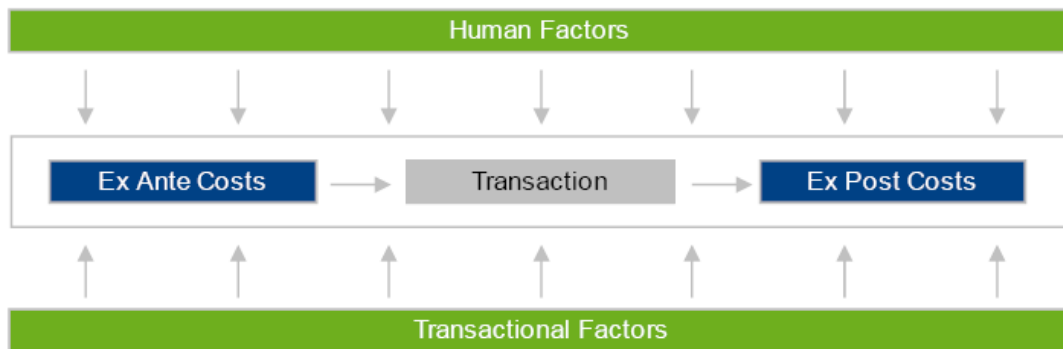 Human Factors
Ex Ante Costs
Transaction
Ex Post Costs
Transactional Factors